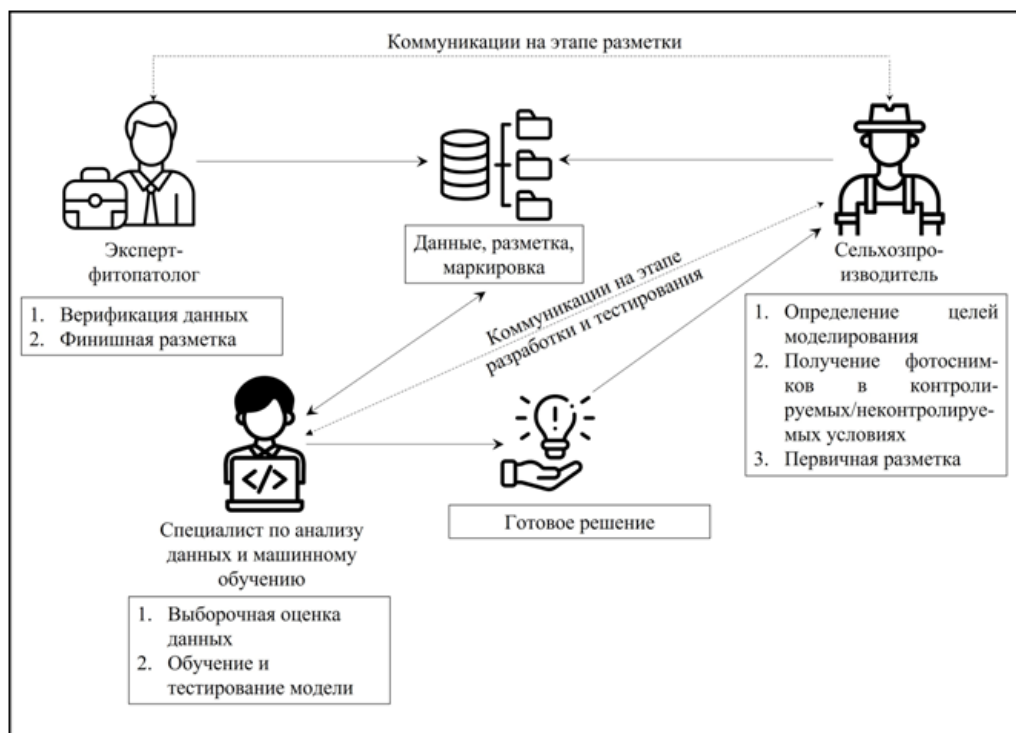 Коммуникации на этапе разметки
Эксперт-
фитопатолог
1. Верификация данных
2. Финишная разметка
Данные, разметка,
маркировка
Сельхозпро-
изводитель
1. Определение целей
моделирования
2. Получение фотосним-
ков в контроли-
руемых/неконтролируе-
мых условиях
3. Первичная разметка
Коммуникации на этапе
разработки и тестирования
</>
Специалист по анализу
данных и машинному
обучению
1. Выборочная оценка
данных
2. Обучение и
тестирование модели
Готовое решение